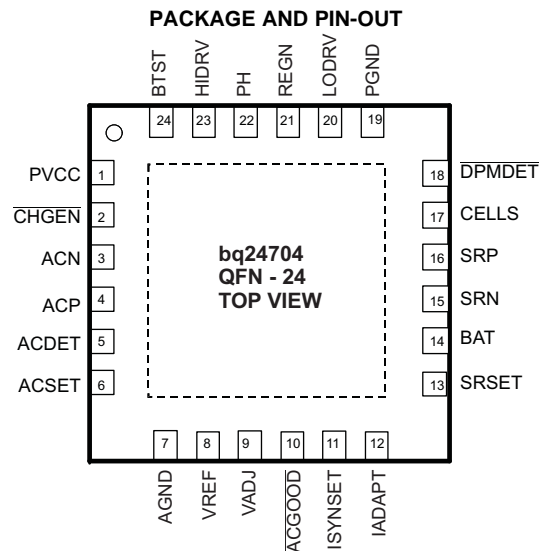 PACKAGE AND PIN-OUT
BTST
HIDRV
PH
REGN
LODRV
PGND
24
23
22
21
20
19
PVCC 1
CHGEN 2
ACN 3
ACP 4
ACDET 5
ACSET 6
bq24704
QFN - 24
TOP VIEW
18 DPMDET
17 CELLS
16 SRP
15 SRN
14 BAT
13 SRSET
7
8
9
10
11
12
AGND
VREF
VADJ
ACGOOD
ISYNSET
IADAPT